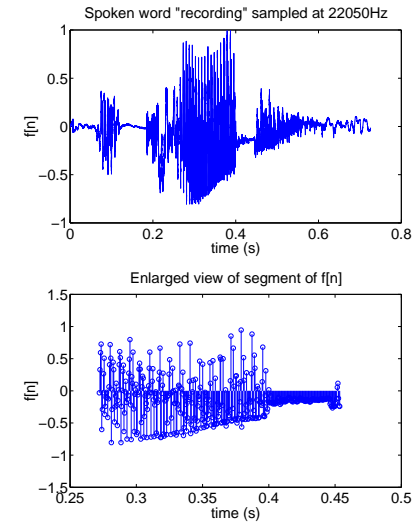 Spoken word "recording" sampled at 22050Hz
1
0.5
0
−0.5
−1
0 0.2 0.4 0.6 0.8
f[n]
time (s)
Enlarged view of segment of f[n]
1.5
1
0.5
0
−0.5
−1
−1.5
0.25 0.3 0.35 0.4 0.45 0.5
f[n]
time (s)